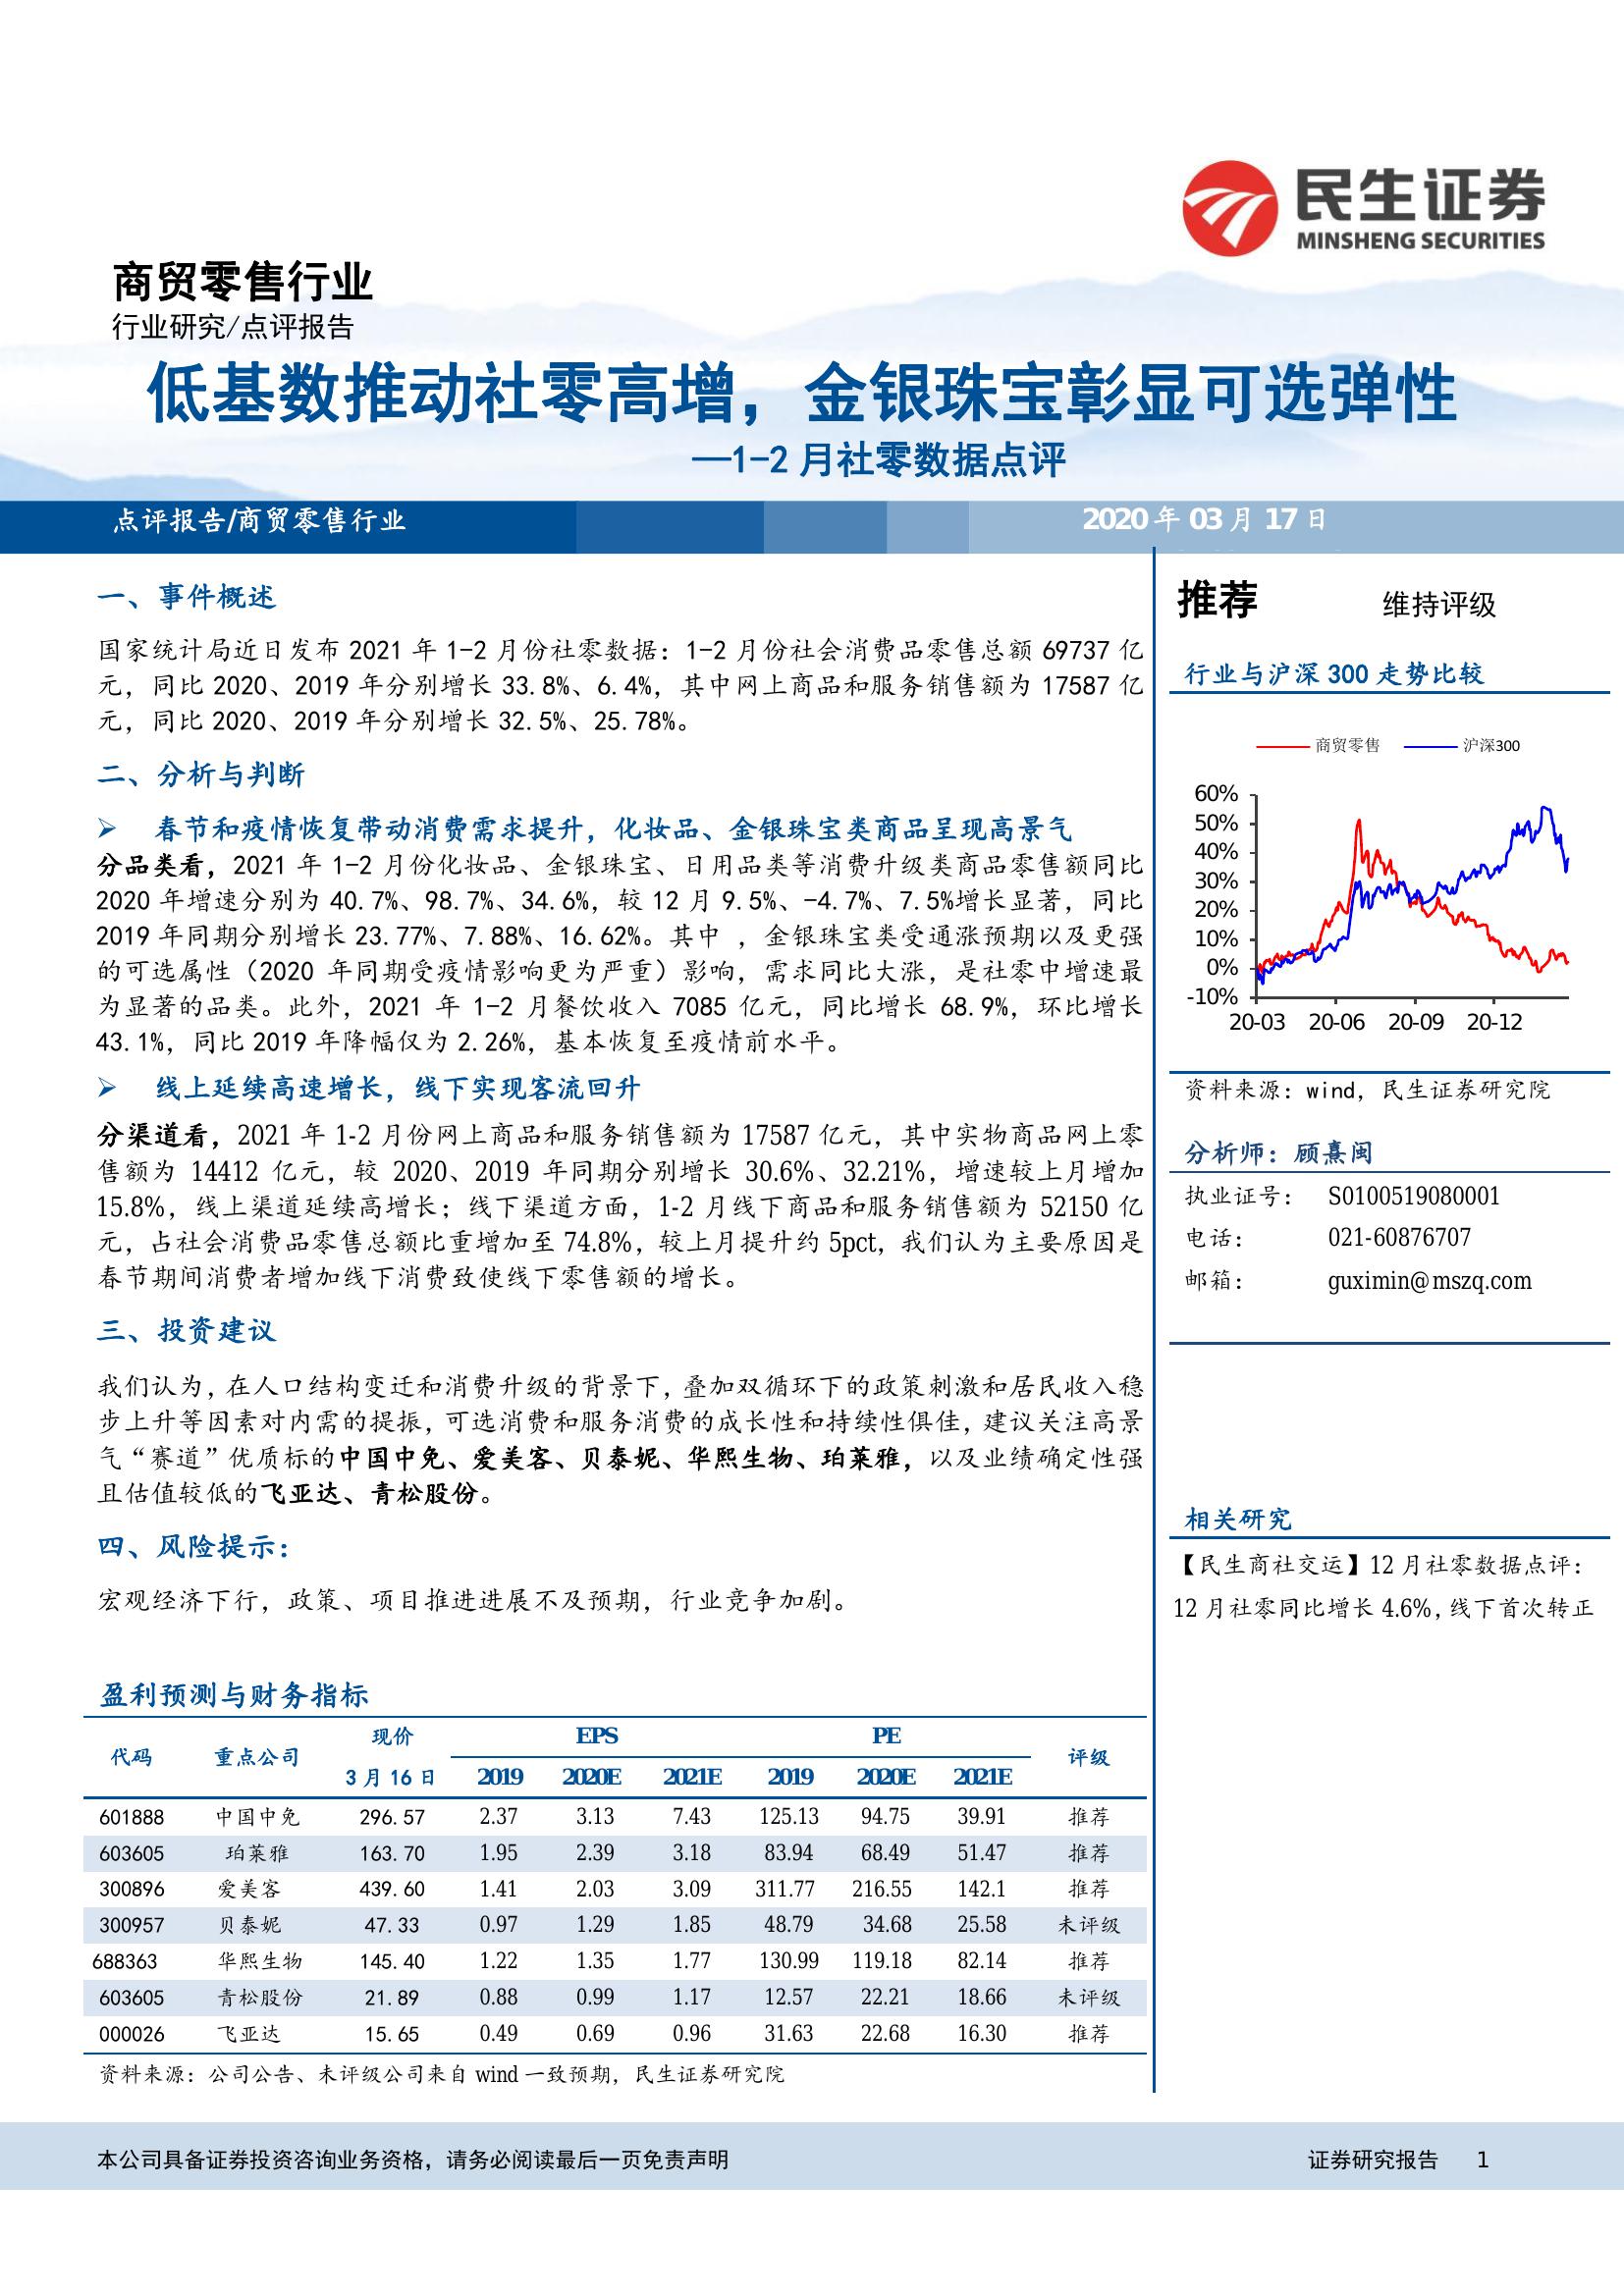 民生证券
MINSHENG SECURITIES
商贸零售行业
行业研究/点评报告
低基数推动社零高增，金银珠宝彰显可选弹性
—1-2 月社零数据点评
点评报告/商贸零售行业
2020 年 03 月 17 日
一、事件概述
国家统计局近日发布 2021 年 1-2 月份社零数据：1-2 月份社会消费品零售总额 69737 亿
元，同比 2020、2019 年分别增长 33.8%、6.4%，其中网上商品和服务销售额为 17587 亿
元，同比 2020、2019 年分别增长 32.5%、25.78%。
二、分析与判断
➢ 春节和疫情恢复带动消费需求提升，化妆品、金银珠宝类商品呈现高景气
分品类看，2021 年 1-2 月份化妆品、金银珠宝、日用品类等消费升级类商品零售额同比
2020 年增速分别为 40.7%、98.7%、34.6%，较 12 月 9.5%、-4.7%、7.5%增长显著，同比
2019 年同期分别增长 23.77%、7.88%、16.62%。其中 ，金银珠宝类受通涨预期以及更强
的可选属性（2020 年同期受疫情影响更为严重）影响，需求同比大涨，是社零中增速最
为显著的品类。此外，2021 年 1-2 月餐饮收入 7085 亿元，同比增长 68.9%，环比增长
43.1%，同比 2019 年降幅仅为 2.26%，基本恢复至疫情前水平。
➢ 线上延续高速增长，线下实现客流回升
分渠道看，2021 年 1-2 月份网上商品和服务销售额为 17587 亿元，其中实物商品网上零
售额为 14412 亿元，较 2020、2019 年同期分别增长 30.6%、32.21%，增速较上月增加
15.8%，线上渠道延续高增长；线下渠道方面，1-2 月线下商品和服务销售额为 52150 亿
元，占社会消费品零售总额比重增加至 74.8%，较上月提升约 5pct，我们认为主要原因是
春节期间消费者增加线下消费致使线下零售额的增长。
三、投资建议
我们认为，在人口结构变迁和消费升级的背景下，叠加双循环下的政策刺激和居民收入稳
步上升等因素对内需的提振，可选消费和服务消费的成长性和持续性俱佳，建议关注高景
气“赛道”优质标的中国中免、爱美客、贝泰妮、华熙生物、珀莱雅，以及业绩确定性强
且估值较低的飞亚达、青松股份。
四、风险提示：
宏观经济下行，政策、项目推进进展不及预期，行业竞争加剧。
盈利预测与财务指标
代码 重点公司 现价 EPS PE 评级
3 月 16 日 2019 2020E 2021E 2019 2020E 2021E
601888 中国中免 296.57 2.37 3.13 7.43 125.13 94.75 39.91 推荐
603605 珀莱雅 163.70 1.95 2.39 3.18 83.94 68.49 51.47 推荐
300896 爱美客 439.60 1.41 2.03 3.09 311.77 216.55 142.1 推荐
300957 贝泰妮 47.33 0.97 1.29 1.85 48.79 34.68 25.58 未评级
688363 华熙生物 145.40 1.22 1.35 1.77 130.99 119.18 82.14 推荐
603605 青松股份 21.89 0.88 0.99 1.17 12.57 22.21 18.66 未评级
000026 飞亚达 15.65 0.49 0.69 0.96 31.63 22.68 16.30 推荐
资料来源：公司公告、未评级公司来自 wind 一致预期，民生证券研究院
推荐 维持评级
行业与沪深 300 走势比较
商贸零售 沪深300
60%
50%
40%
30%
20%
10%
0%
-10%
20-03 20-06 20-09 20-12
资料来源：wind，民生证券研究院
分析师：顾熹闽
执业证号： S0100519080001
电话： 021-60876707
邮箱： guximin@mszq.com
相关研究
【民生商社交运】12 月社零数据点评：
12 月社零同比增长 4.6%，线下首次转正
本公司具备证券投资咨询业务资格，请务必阅读最后一页免责声明
证券研究报告 1